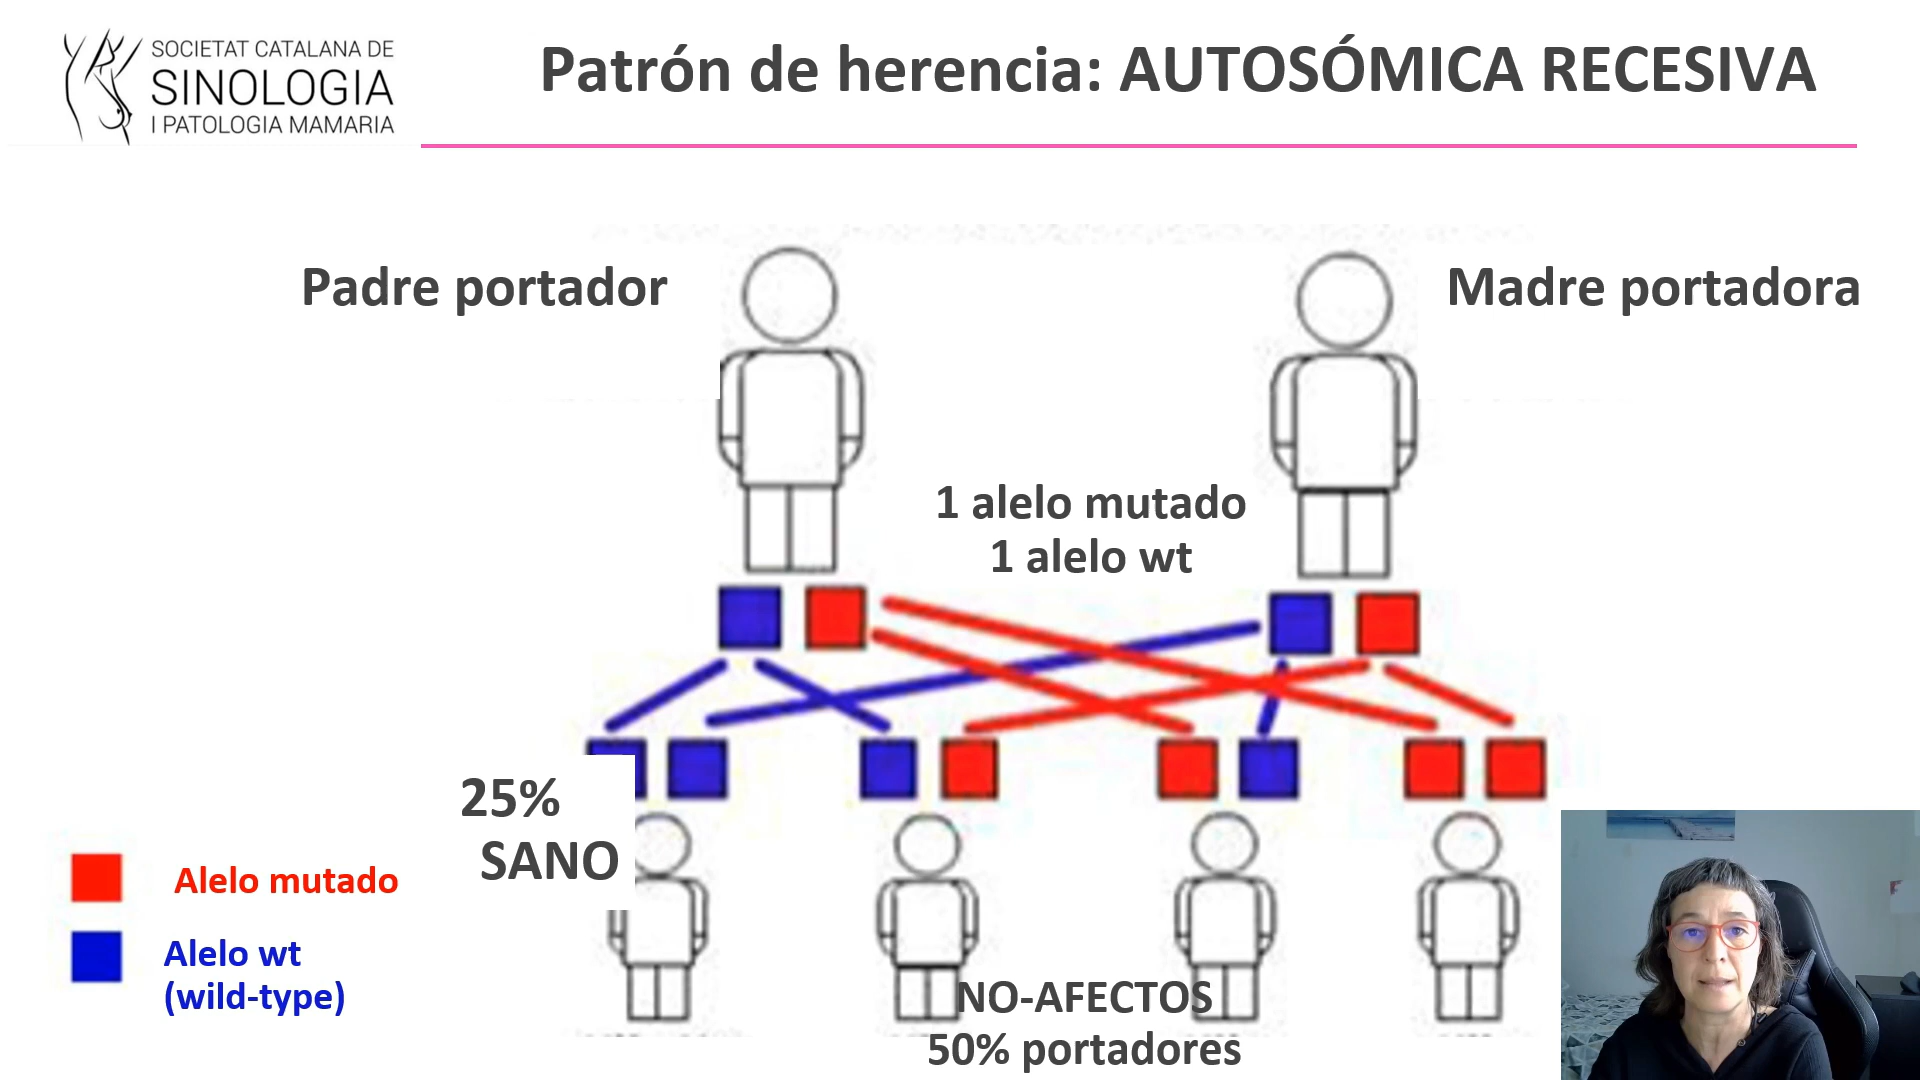 SOCIETAT CATALANA DE
SINOLOGIA
I PATOLOGIA MAMARIA
Patrón de herencia: AUTOSÓMICA RECESIVA
Padre portador
Madre portadora
1 alelo mutado
1 alelo wt
25%
SANO
Alelo mutado
Alelo wt
(wild-type)
NO-AFECTOS
50% portadores